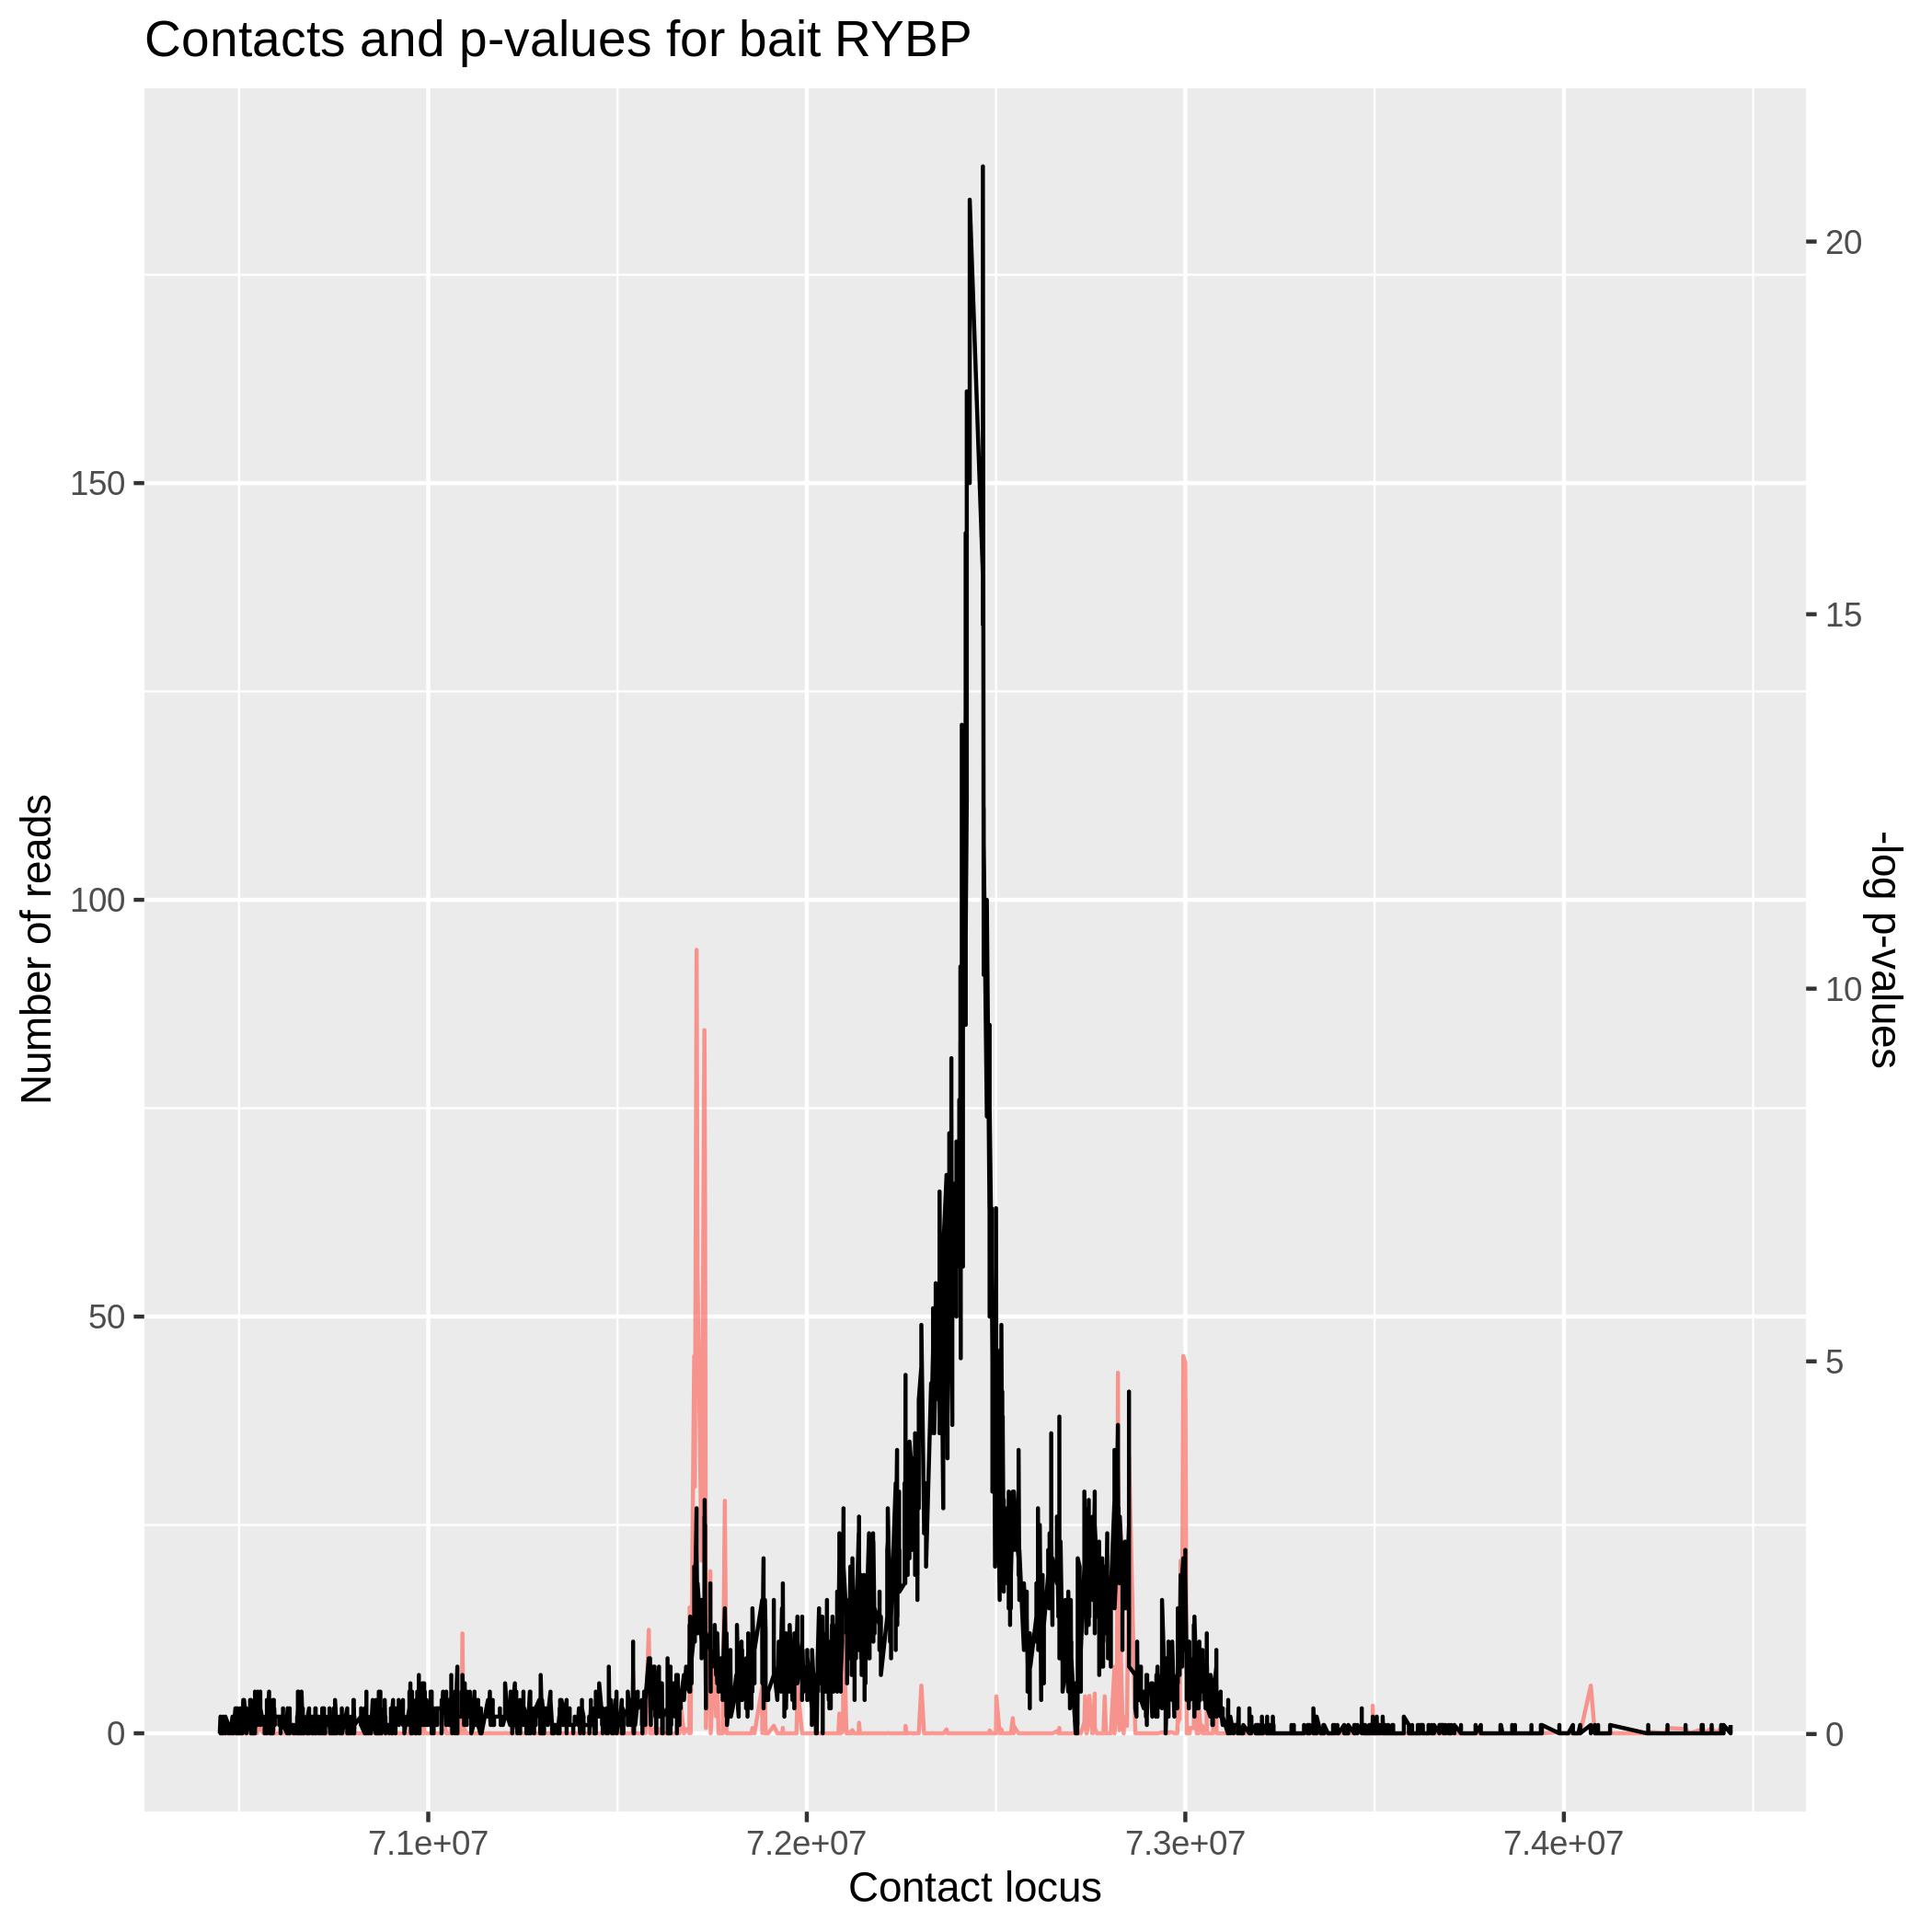 Contacts and p-values for bait RYBP
Number of reads
150
100
50
0
20
15
10
5
0
-log p-values
7.1e+07 7.2e+07 7.3e+07 7.4e+07
Contact locus